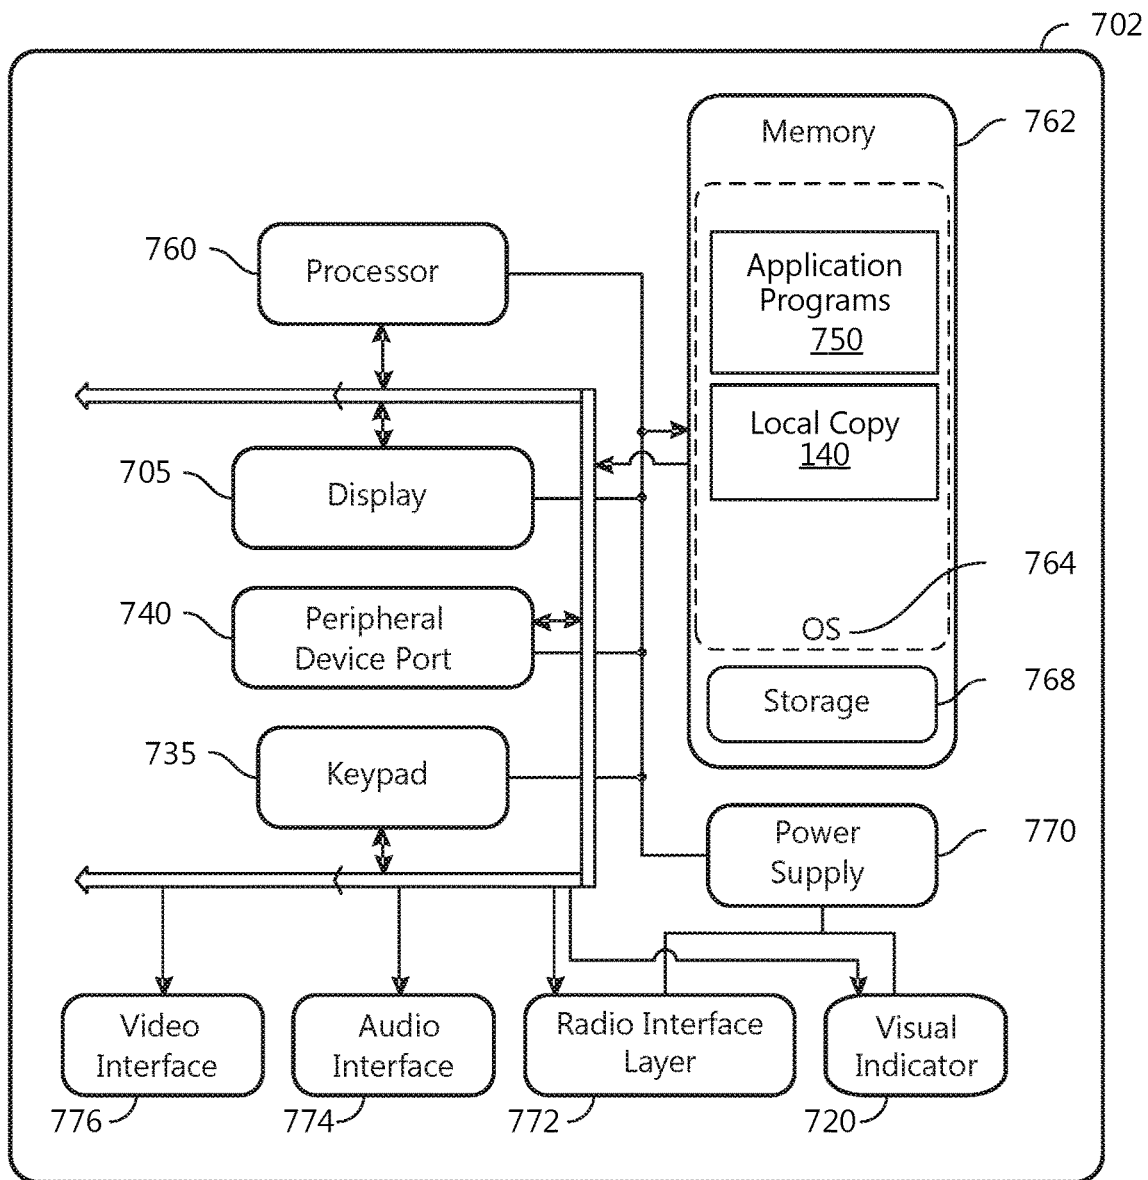 702
Memory
762
Application
Programs
750
Local Copy
140
OS
764
Storage
768
760
Processor
705
Display
740
Peripheral
Device Port
735
Keypad
Power
Supply
770
Video
Interface
776
Audio
Interface
774
Radio Interface
Layer
772
Visual
Indicator
720